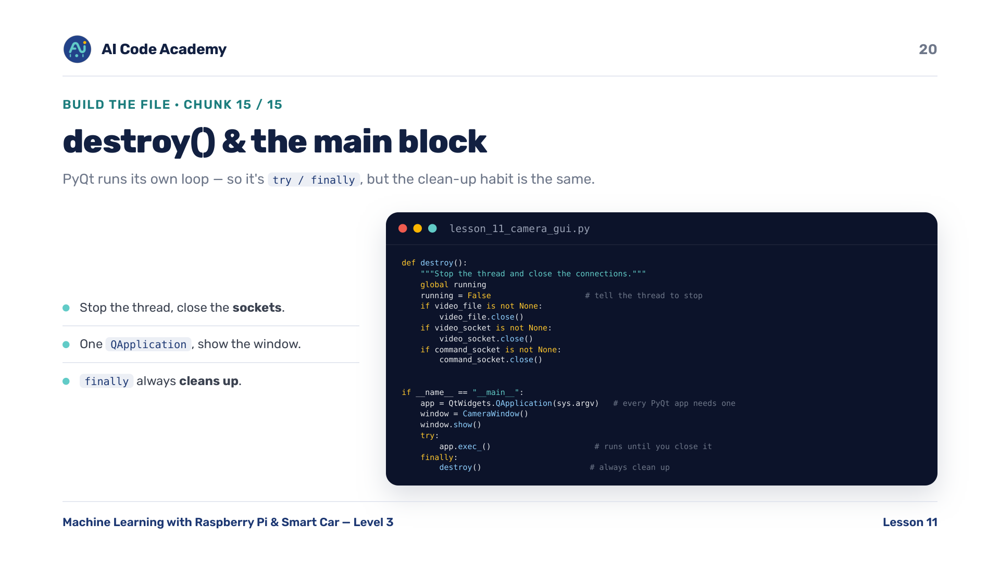 AI Code Academy
20
BUILD THE FILE • CHUNK 15 / 15
destroy() & the main block
PyQt runs its own loop — so it's try / finally, but the clean-up habit is the same.
Stop the thread, close the sockets.
One QApplication, show the window.
finally always cleans up.
lesson_11_camera_gui.py
def destroy():
    """Stop the thread and close the connections."""
    global running
    running = False                    # tell the thread to stop
    if video_file is not None:
        video_file.close()
    if video_socket is not None:
        video_socket.close()
    if command_socket is not None:
        command_socket.close()
if __name__ == "__main__":
    app = QtWidgets.QApplication(sys.argv)   # every PyQt app needs one
    window = CameraWindow()
    window.show()
    try:
        app.exec_()                      # runs until you close it
    finally:
        destroy()                       # always clean up
Machine Learning with Raspberry Pi & Smart Car — Level 3
Lesson 11